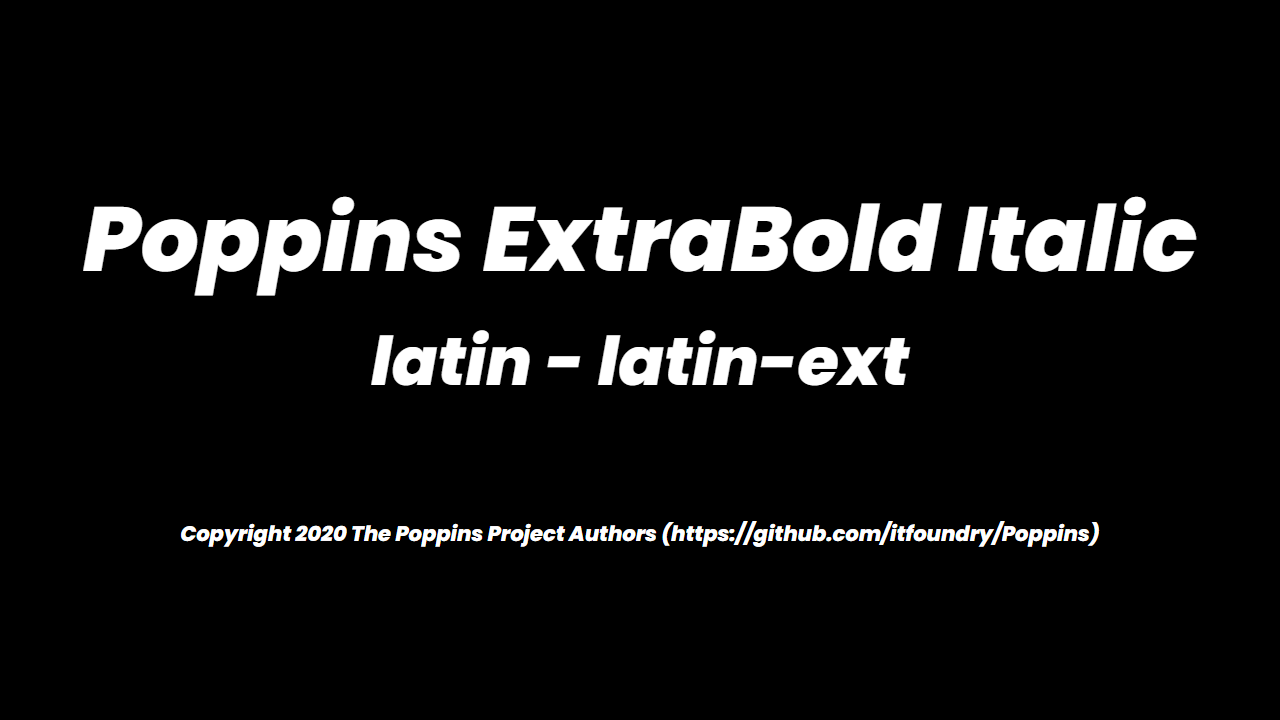 Poppins ExtraBold Italic
latin - latin-ext
Copyright 2020 The Poppins Project Authors (https://github.com/itfoundry/Poppins)